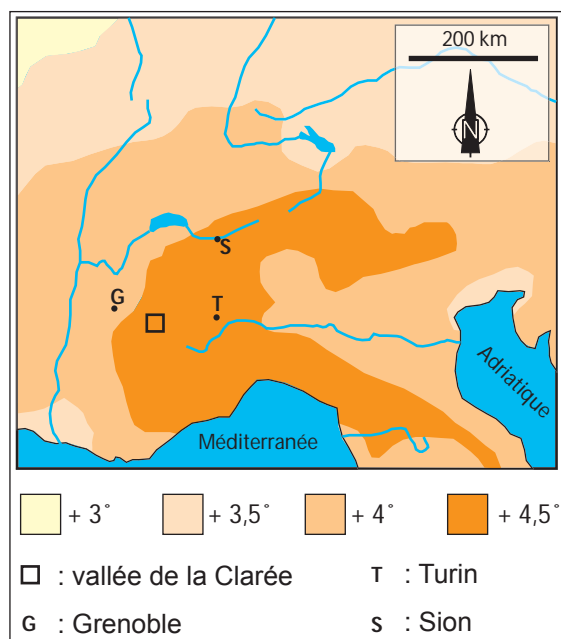 200 km
N
S
G
T
Adriatique
Méditerranée
+ 3° + 3,5° + 4° + 4,5°
: vallée de la Clarée T : Turin
G : Grenoble S : Sion